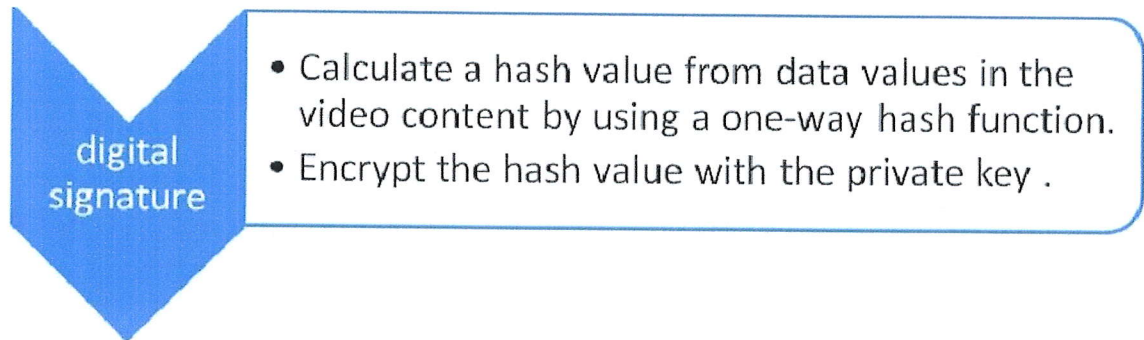 digital
signature
• Calculate a hash value from data values in the
video content by using a one-way hash function.
• Encrypt the hash value with the private key .